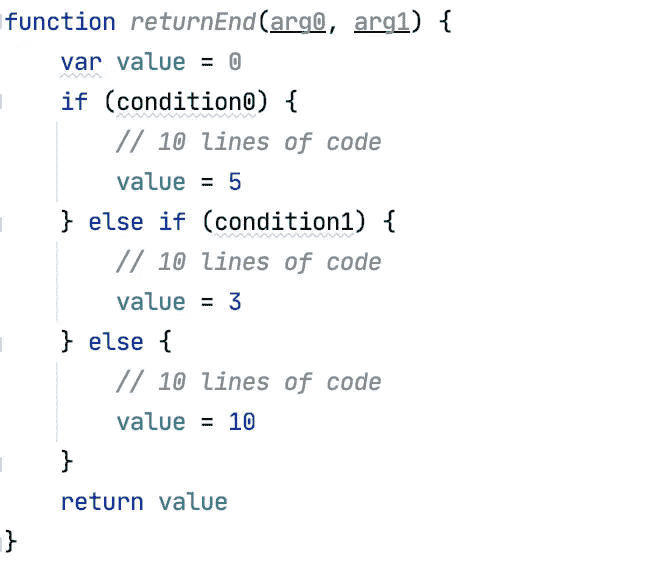 function returnEnd(arg0, arg1) {
    var value = 0
    if (condition0) {
        // 10 lines of code
        value = 5
    } else if (condition1) {
        // 10 lines of code
        value = 3
    } else {
        // 10 lines of code
        value = 10
    }
    return value
}